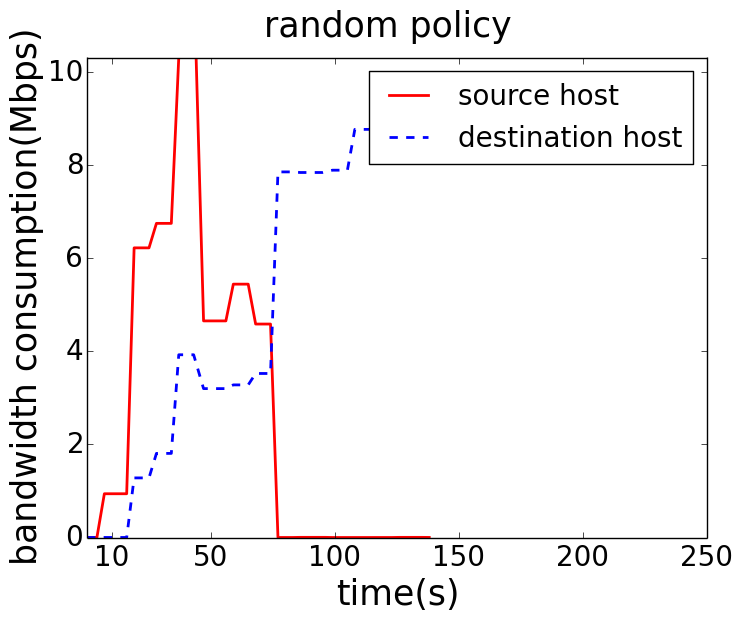 random policy
bandwidth consumption(Mbps)
10
8
6
4
2
0
source host
destination host
10 50 100 150 200 250
time(s)